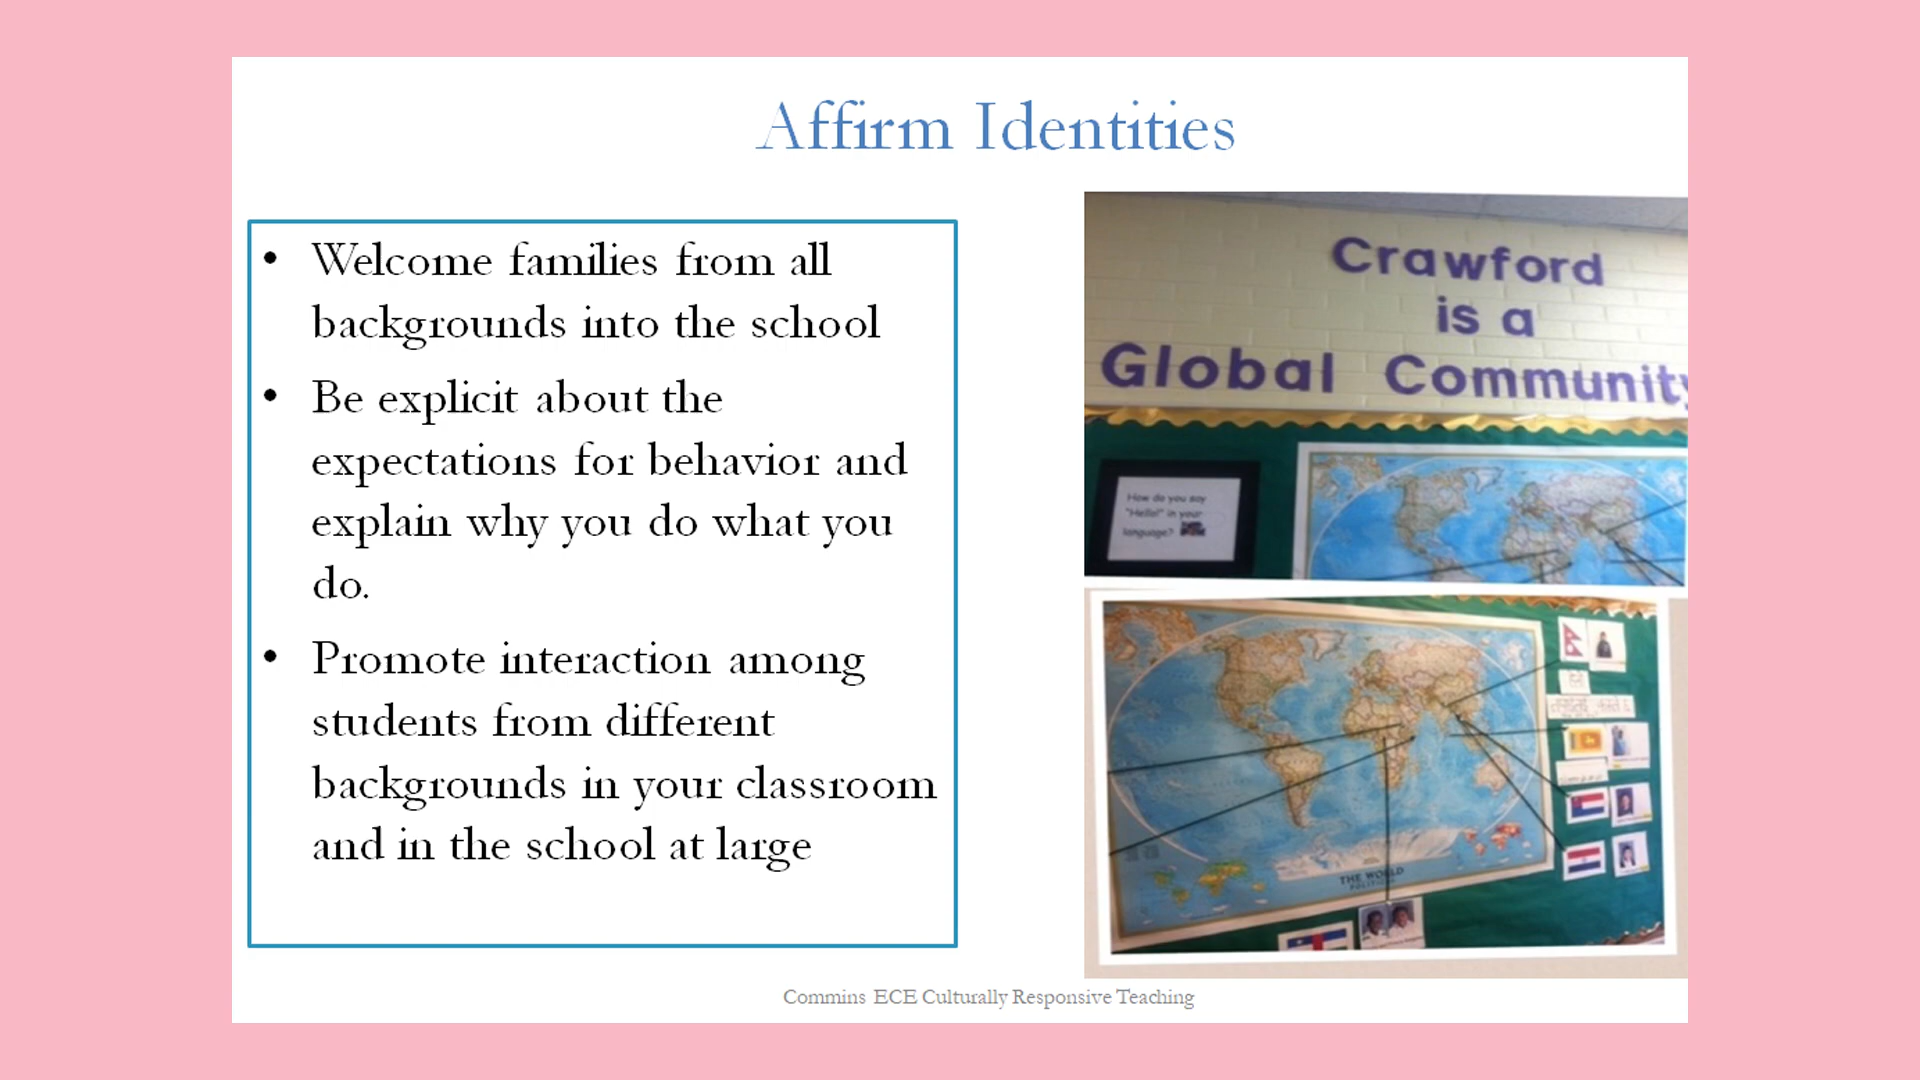 Affirm Identities
• Welcome families from all
backgrounds into the school
• Be explicit about the
expectations for behavior and
explain why you do what you
do.
• Promote interaction among
students from different
backgrounds in your classroom
and in the school at large
Crawford
is a
Global Community
How do you say
"Hello!" in your
language?
THE WORLD
POLITICAL
Commins ECE Culturally Responsive Teaching